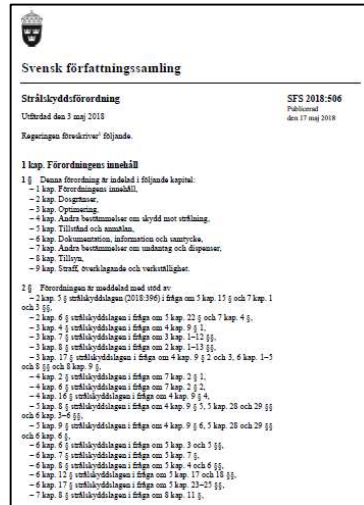 Svensk författningssamling
Strålskyddsförordning
SFS 2018:506
Utfärdad den 3 maj 2018
Publicerad
den 17 maj 2018
Regeringen föreskriver¹ följande.
1 kap. Förordningens innehåll
1 § Denna förordning är indelad i följande kapitel:
– 1 kap. Förordningens innehåll,
– 2 kap. Dosgränser,
– 3 kap. Optimering,
– 4 kap. Andra bestämmelser om skydd mot strålning,
– 5 kap. Tillstånd och anmälan,
– 6 kap. Dokumentation, information och samtycke,
– 7 kap. Andra bestämmelser om undantag och dispenser,
– 8 kap. Tillsyn,
– 9 kap. Straff, överklagande och verkställighet.
2 § Förordningen är meddelad med stöd av
– 2 kap. 5 § strålskyddslagen (2018:396) i fråga om 5 kap. 15 § och 7 kap. 1
och 3 §§,
– 2 kap. 6 § strålskyddslagen i fråga om 5 kap. 22 § och 7 kap. 4 §,
– 3 kap. 4 § strålskyddslagen i fråga om 4 kap. 9 § 1,
– 3 kap. 7 § strålskyddslagen i fråga om 3 kap. 1–12 §§,
– 3 kap. 8 § strålskyddslagen i fråga om 2 kap. 1–13 §§,
– 3 kap. 17 § strålskyddslagen i fråga om 4 kap. 9 § 2 och 3, 6 kap. 1–5
och 8 §§ och 8 kap. 9 §,
– 4 kap. 2 § strålskyddslagen i fråga om 7 kap. 2 § 1,
– 4 kap. 6 § strålskyddslagen i fråga om 7 kap. 2 § 2,
– 4 kap. 16 § strålskyddslagen i fråga om 4 kap. 9 § 4,
– 5 kap. 8 § strålskyddslagen i fråga om 4 kap. 9 § 5, 5 kap. 28 och 29 §§
och 6 kap. 3–6 §§,
– 5 kap. 9 § strålskyddslagen i fråga om 4 kap. 9 § 6, 5 kap. 28 och 29 §§
och 6 kap. 6 §,
– 6 kap. 6 § strålskyddslagen i fråga om 5 kap. 3 och 5 §§,
– 6 kap. 7 § strålskyddslagen i fråga om 5 kap. 7 §,
– 6 kap. 8 § strålskyddslagen i fråga om 5 kap. 4 och 6 §§,
– 6 kap. 12 § strålskyddslagen i fråga om 5 kap. 17 och 18 §§,
– 6 kap. 17 § strålskyddslagen i fråga om 5 kap. 23–25 §§,
– 7 kap. 8 § strålskyddslagen i fråga om 8 kap. 11 §,